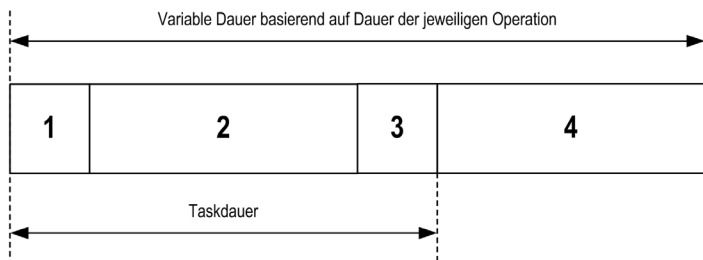 Variable Dauer basierend auf Dauer der jeweiligen Operation
1 2 3 4
Taskdauer